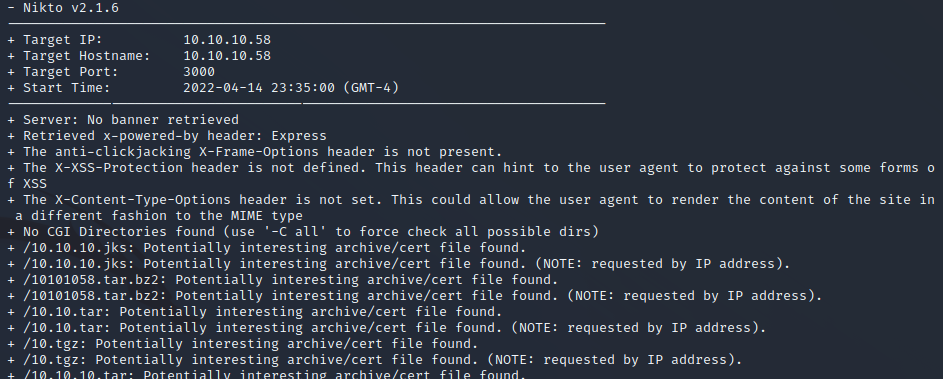 - Nikto v2.1.6
---------------------------------------------------------------------------
+ Target IP:          10.10.10.58
+ Target Hostname:    10.10.10.58
+ Target Port:        3000
+ Start Time:         2022-04-14 23:35:00 (GMT-4)
---------------------------------------------------------------------------
+ Server: No banner retrieved
+ Retrieved x-powered-by header: Express
+ The anti-clickjacking X-Frame-Options header is not present.
+ The X-XSS-Protection header is not defined. This header can hint to the user agent to protect against some forms o
f XSS
+ The X-Content-Type-Options header is not set. This could allow the user agent to render the content of the site in
 a different fashion to the MIME type
+ No CGI Directories found (use '-C all' to force check all possible dirs)
+ /10.10.10.jks: Potentially interesting archive/cert file found.
+ /10.10.10.jks: Potentially interesting archive/cert file found. (NOTE: requested by IP address).
+ /10101058.tar.bz2: Potentially interesting archive/cert file found.
+ /10101058.tar.bz2: Potentially interesting archive/cert file found. (NOTE: requested by IP address).
+ /10.10.tar: Potentially interesting archive/cert file found.
+ /10.10.tar: Potentially interesting archive/cert file found. (NOTE: requested by IP address).
+ /10.tgz: Potentially interesting archive/cert file found.
+ /10.tgz: Potentially interesting archive/cert file found. (NOTE: requested by IP address).
+ /10.10.10.tar: Potentially interesting archive/cert file found.